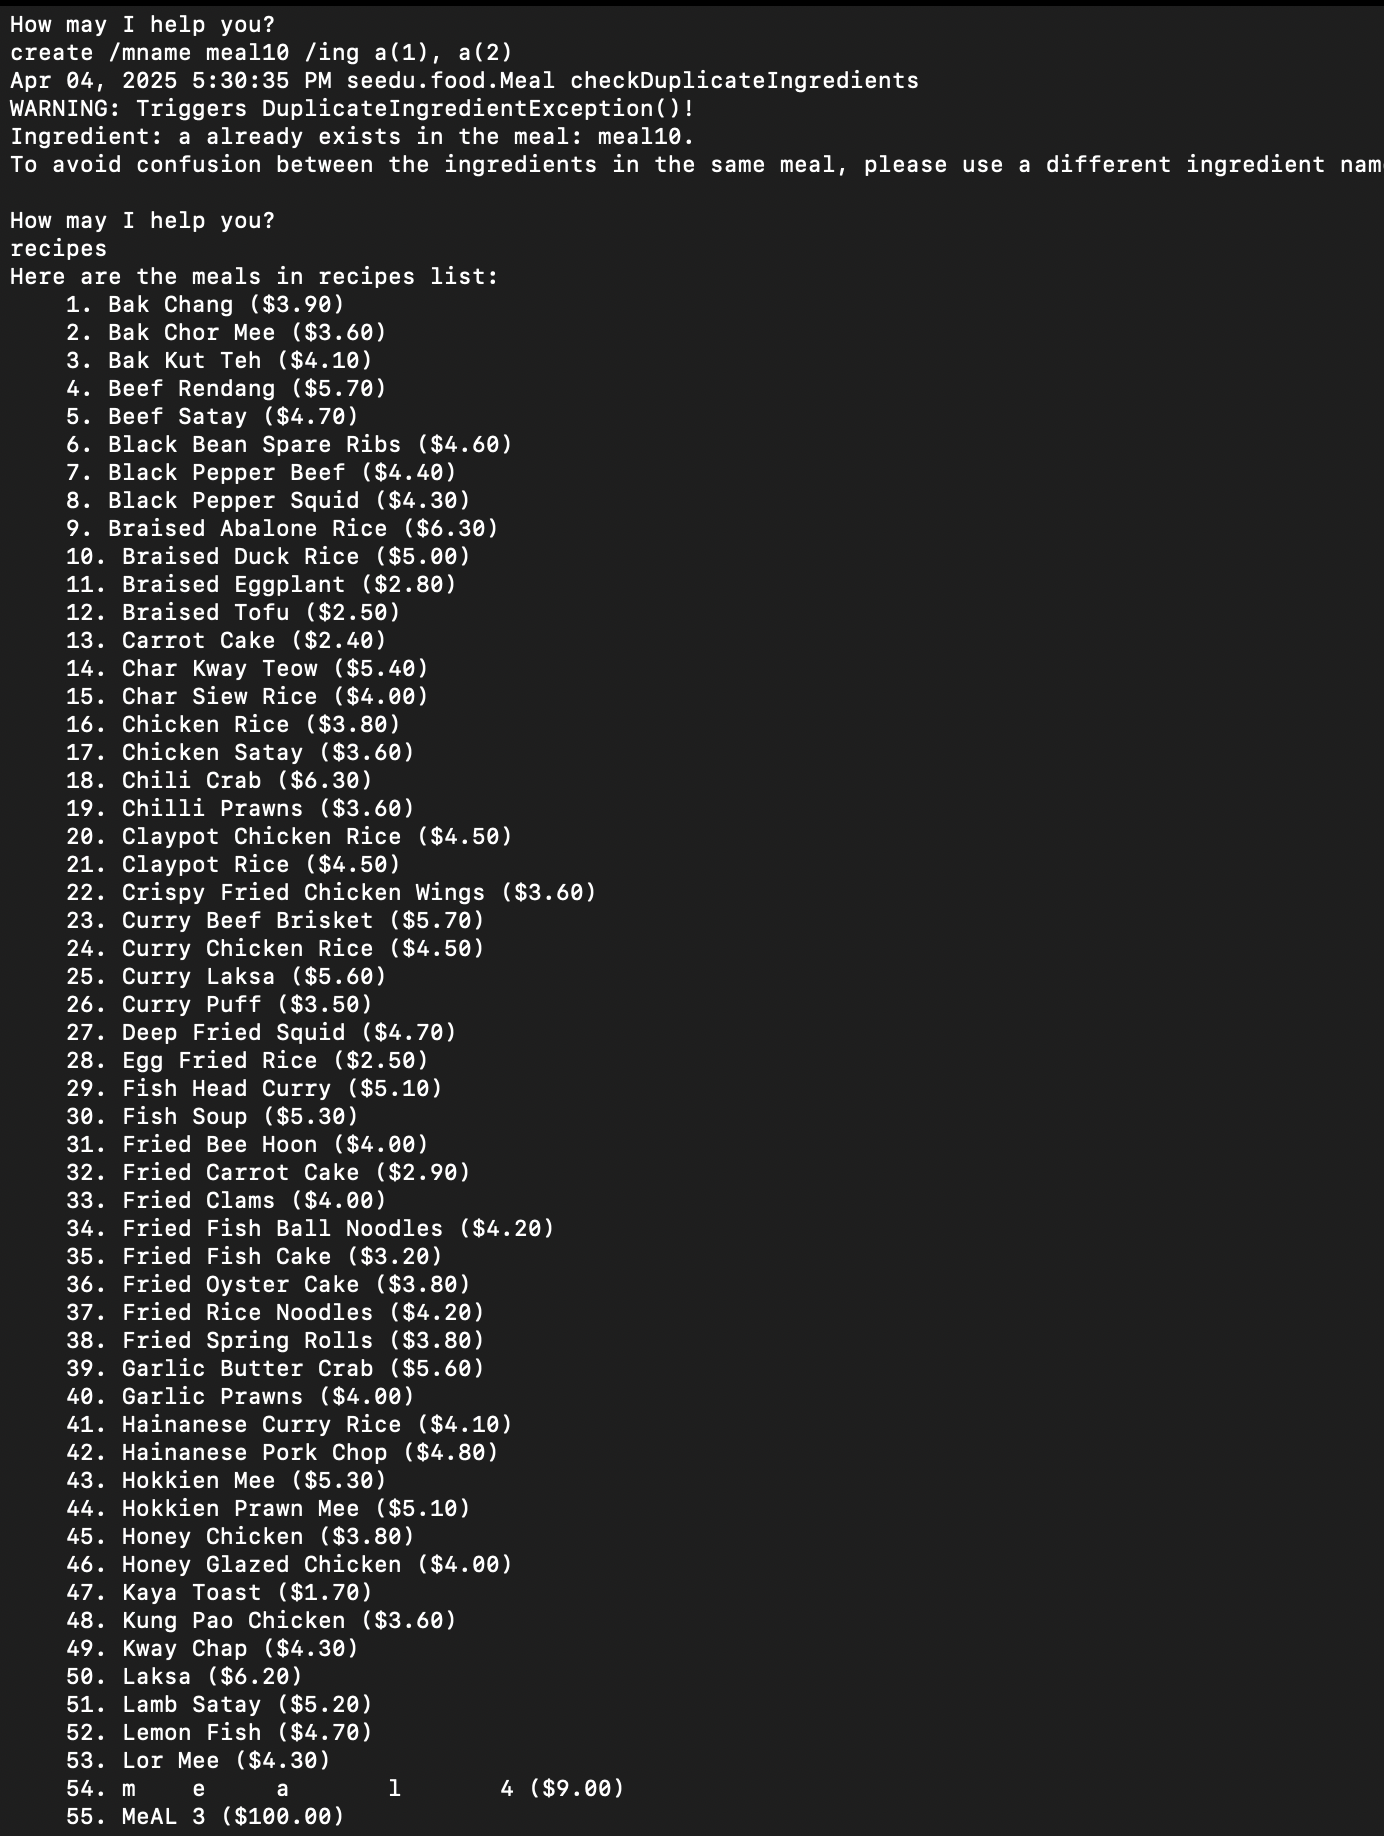 How may I help you?
create /mname meal10 /ing a(1), a(2)
Apr 04, 2025 5:30:35 PM seedu.food.Meal checkDuplicateIngredients
WARNING: Triggers DuplicateIngredientException()!
Ingredient: a already exists in the meal: meal10.
To avoid confusion between the ingredients in the same meal, please use a different ingredient nam
How may I help you?
recipes
Here are the meals in recipes list:
1. Bak Chang ($3.90)
2. Bak Chor Mee ($3.60)
3. Bak Kut Teh ($4.10)
4. Beef Rendang ($5.70)
5. Beef Satay ($4.70)
6. Black Bean Spare Ribs ($4.60)
7. Black Pepper Beef ($4.40)
8. Black Pepper Squid ($4.30)
9. Braised Abalone Rice ($6.30)
10. Braised Duck Rice ($5.00)
11. Braised Eggplant ($2.80)
12. Braised Tofu ($2.50)
13. Carrot Cake ($2.40)
14. Char Kway Teow ($5.40)
15. Char Siew Rice ($4.00)
16. Chicken Rice ($3.80)
17. Chicken Satay ($3.60)
18. Chili Crab ($6.30)
19. Chilli Prawns ($3.60)
20. Claypot Chicken Rice ($4.50)
21. Claypot Rice ($4.50)
22. Crispy Fried Chicken Wings ($3.60)
23. Curry Beef Brisket ($5.70)
24. Curry Chicken Rice ($4.50)
25. Curry Laksa ($5.60)
26. Curry Puff ($3.50)
27. Deep Fried Squid ($4.70)
28. Egg Fried Rice ($2.50)
29. Fish Head Curry ($5.10)
30. Fish Soup ($5.30)
31. Fried Bee Hoon ($4.00)
32. Fried Carrot Cake ($2.90)
33. Fried Clams ($4.00)
34. Fried Fish Ball Noodles ($4.20)
35. Fried Fish Cake ($3.20)
36. Fried Oyster Cake ($3.80)
37. Fried Rice Noodles ($4.20)
38. Fried Spring Rolls ($3.80)
39. Garlic Butter Crab ($5.60)
40. Garlic Prawns ($4.00)
41. Hainanese Curry Rice ($4.10)
42. Hainanese Pork Chop ($4.80)
43. Hokkien Mee ($5.30)
44. Hokkien Prawn Mee ($5.10)
45. Honey Chicken ($3.80)
46. Honey Glazed Chicken ($4.00)
47. Kaya Toast ($1.70)
48. Kung Pao Chicken ($3.60)
49. Kway Chap ($4.30)
50. Laksa ($6.20)
51. Lamb Satay ($5.20)
52. Lemon Fish ($4.70)
53. Lor Mee ($4.30)
54. m    e     a       l       4 ($9.00)
55. MeAL 3 ($100.00)